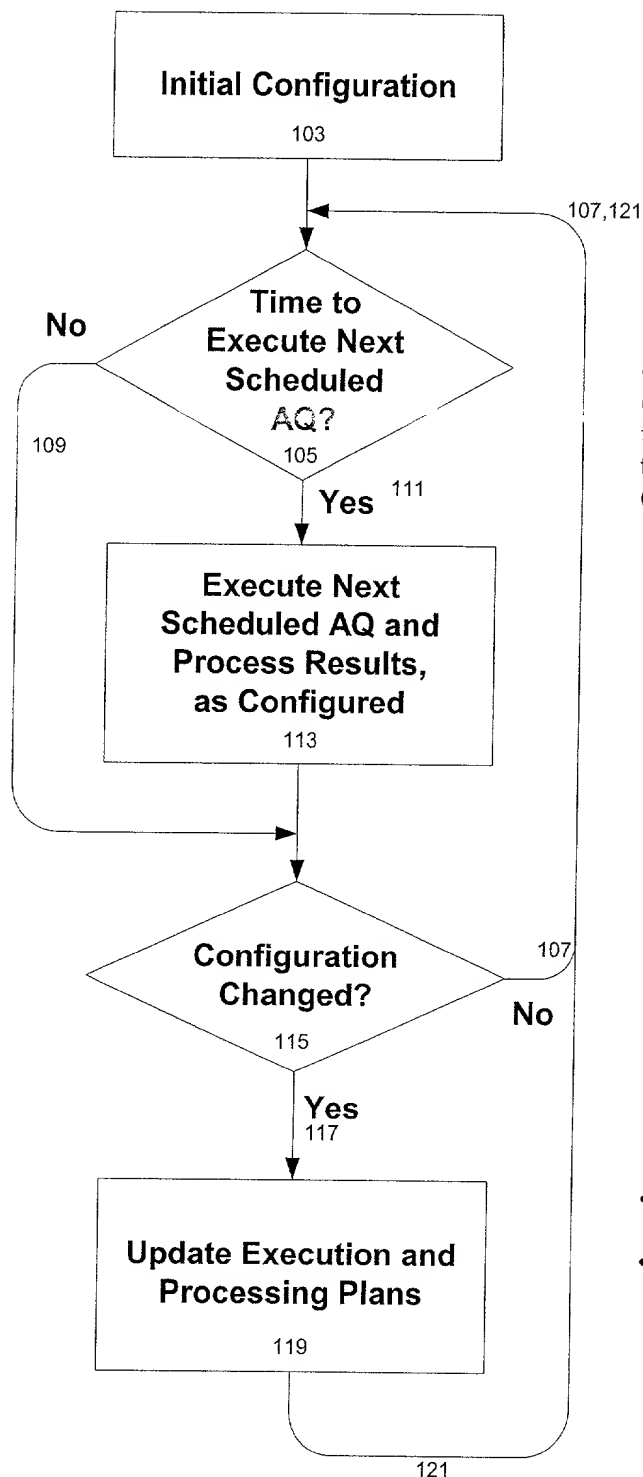 Initial Configuration
103
107,121
No
Time to
Execute Next
Scheduled
AQ?
105
109
Yes 111
Execute Next
Scheduled AQ and
Process Results,
as Configured
113
Configuration
Changed?
115
107
No
Yes
117
Update Execution and
Processing Plans
119
121